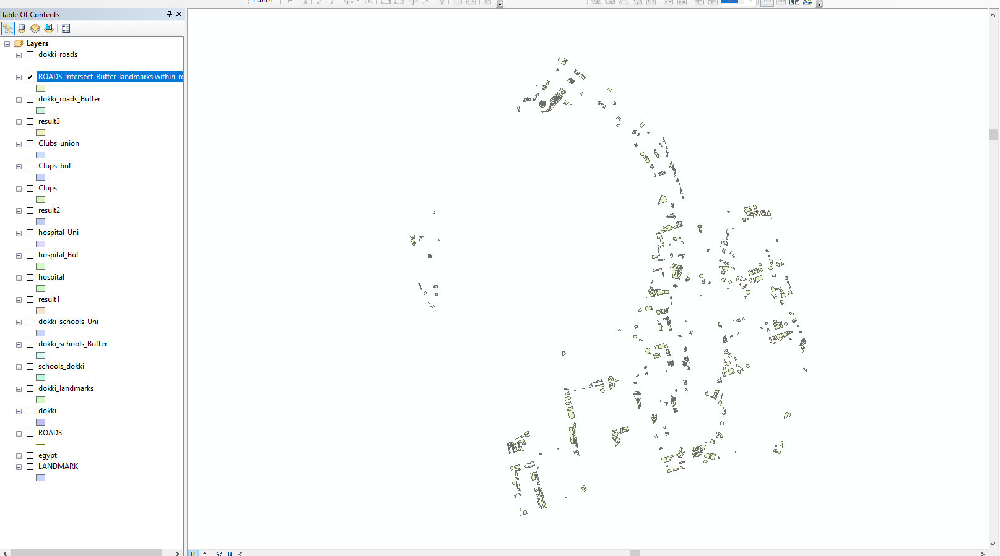 Editor
Table Of Contents
Layers
dokki_roads
ROADS_Intersect_Buffer_landmarks within_ro
dokki_roads_Buffer
result3
Clubs_union
Clups_buf
Clups
result2
hospital_Uni
hospital_Buf
hospital
result1
dokki_schools_Uni
dokki_schools_Buffer
schools_dokki
dokki_landmarks
dokki
ROADS
egypt
LANDMARK